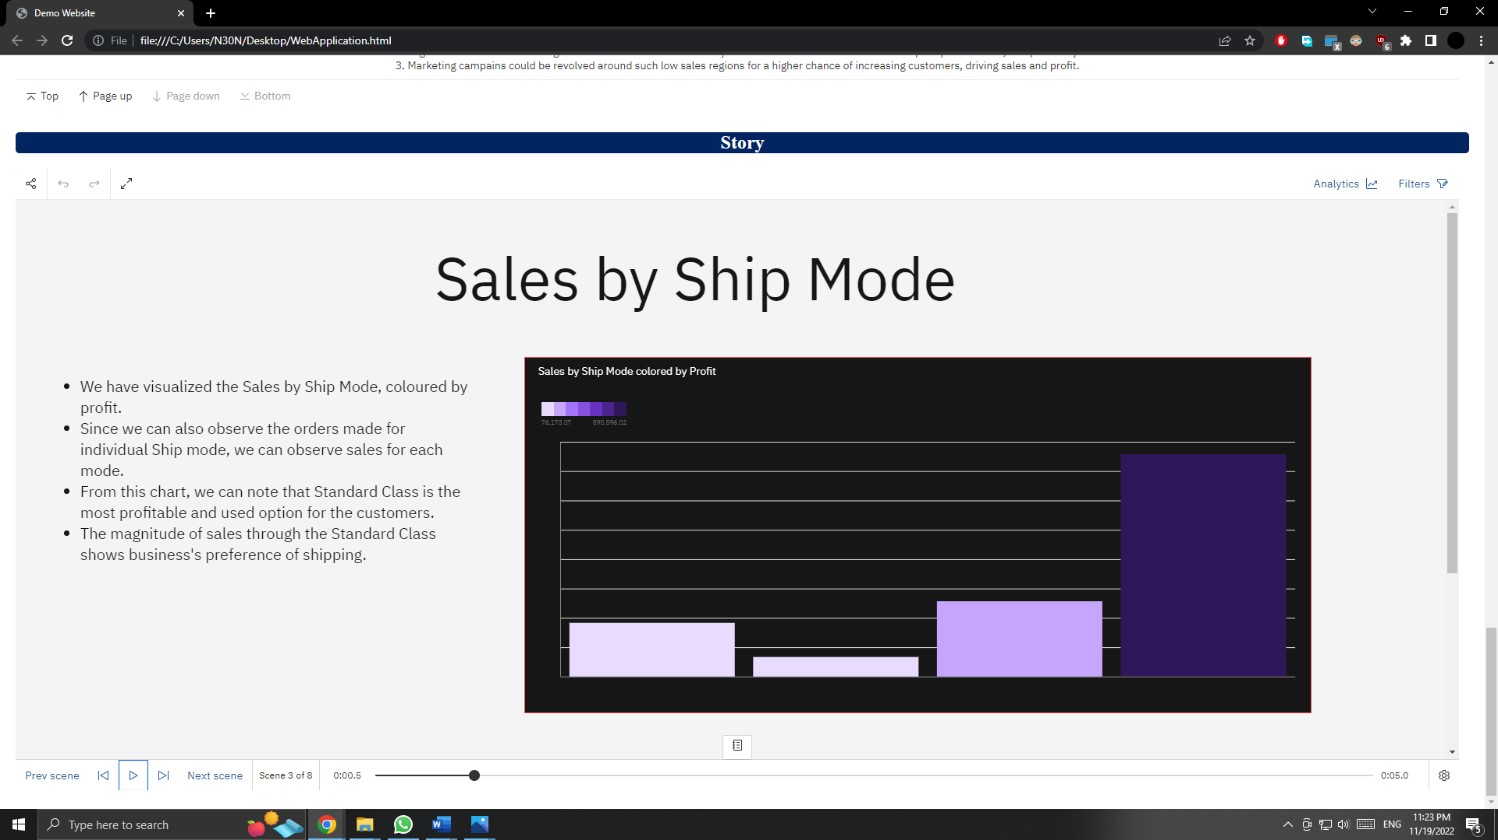 Demo Website
File
file:///C:/Users/N30N/Desktop/WebApplication.html
3. Marketing campains could be revolved around such low sales regions for a higher chance of increasing customers, driving sales and profit.
Top Page up Page down Bottom
Story
Analytics Filters
Sales by Ship Mode
We have visualized the Sales by Ship Mode, coloured by
profit.
Since we can also observe the orders made for
individual Ship mode, we can observe sales for each
mode.
From this chart, we can note that Standard Class is the
most profitable and used option for the customers.
The magnitude of sales through the Standard Class
shows business's preference of shipping.
Sales by Ship Mode colored by Profit
Prev scene Next scene Scene 3 of 8 0:00.5 0:05.0
Type here to search
ENG
11:23 PM
11/19/2022